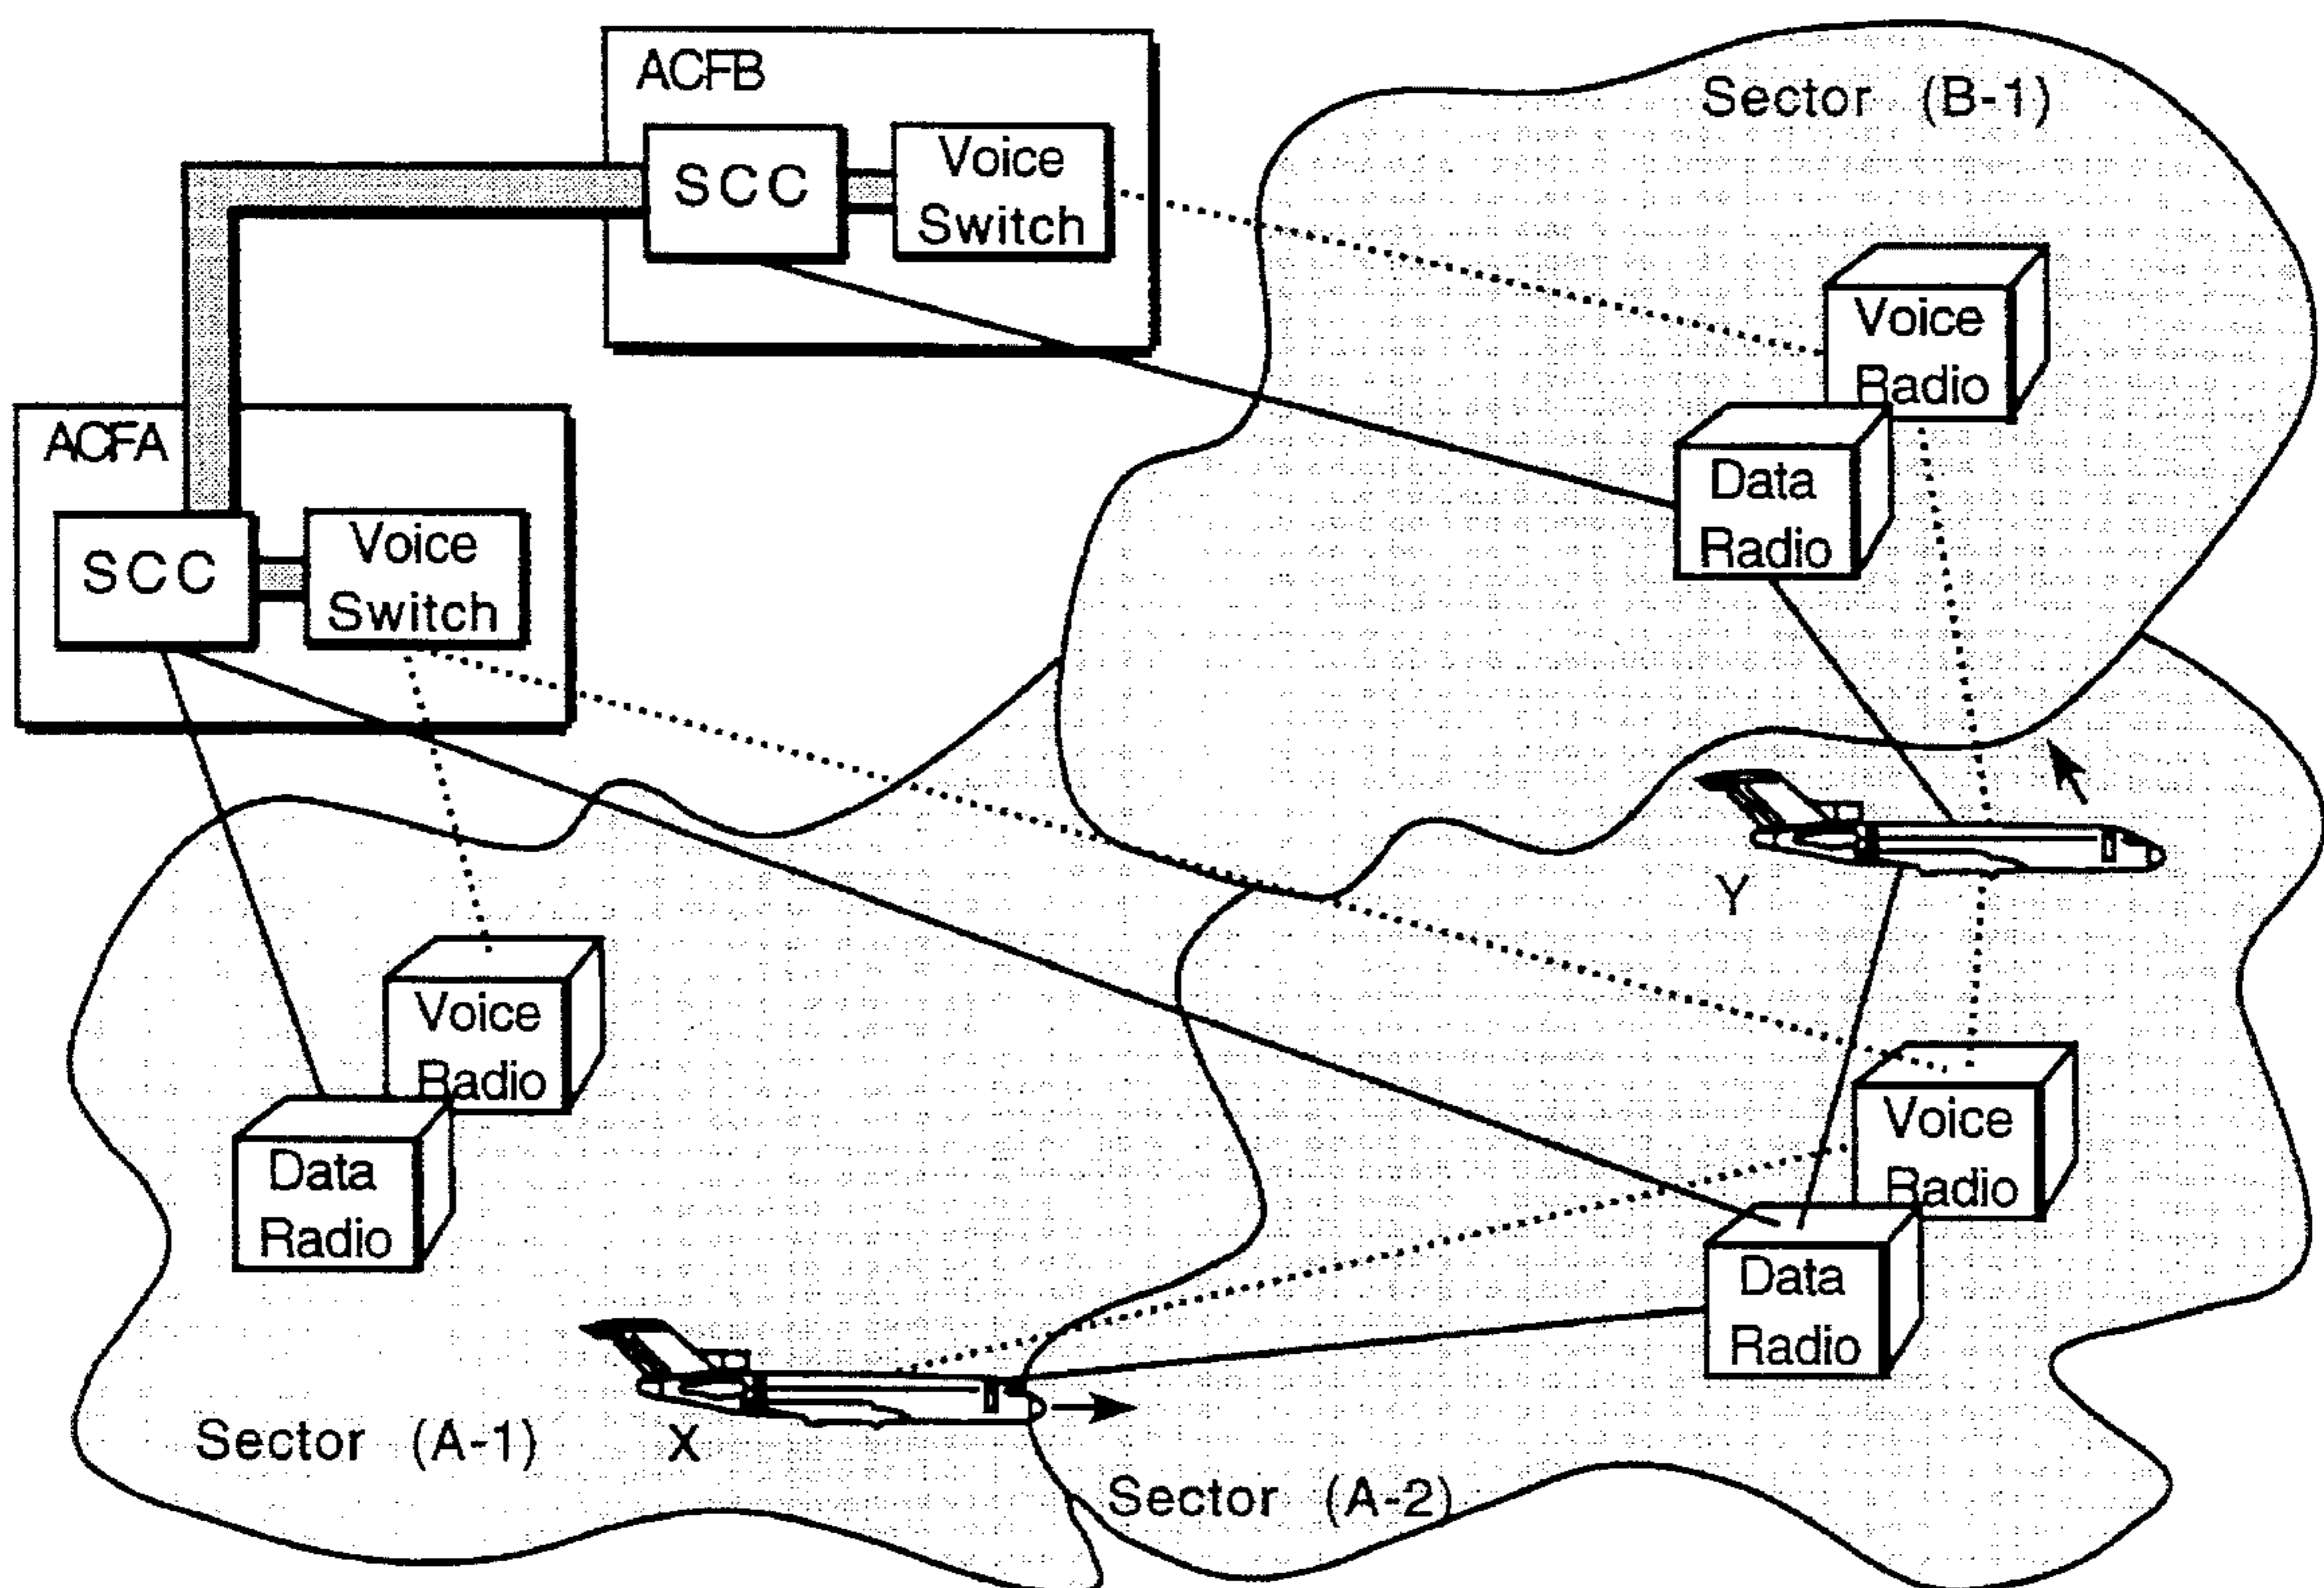 ACFB
SCC
Voice
Switch
Sector (B-1)
Voice
Radio
Data
Radio
ACFA
SCC
Voice
Switch
Y
Voice
Radio
Data
Radio
Voice
Radio
Data
Radio
Sector (A-1)
X
Sector (A-2)